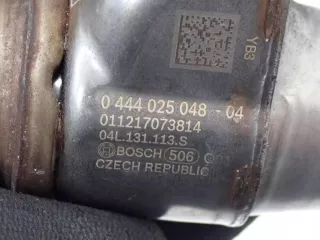 YB3
0 444 025 048 - 04
011217073814
04L.131.113.S
BOSCH (506)
CZECH REPUBLIC